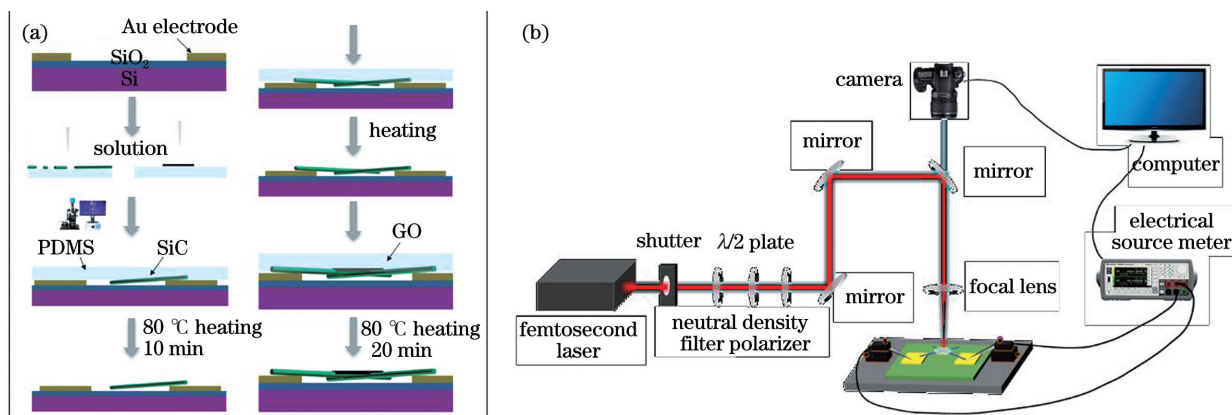 (a)
Au electrode
SiO2
Si
solution
PDMS
SiC
80 ℃ heating
10 min
heating
GO
80 ℃ heating
20 min
(b)
camera
mirror
mirror
computer
electrical
source meter
shutter
λ/2 plate
mirror
focal lens
femtosecond
laser
neutral density
filter polarizer